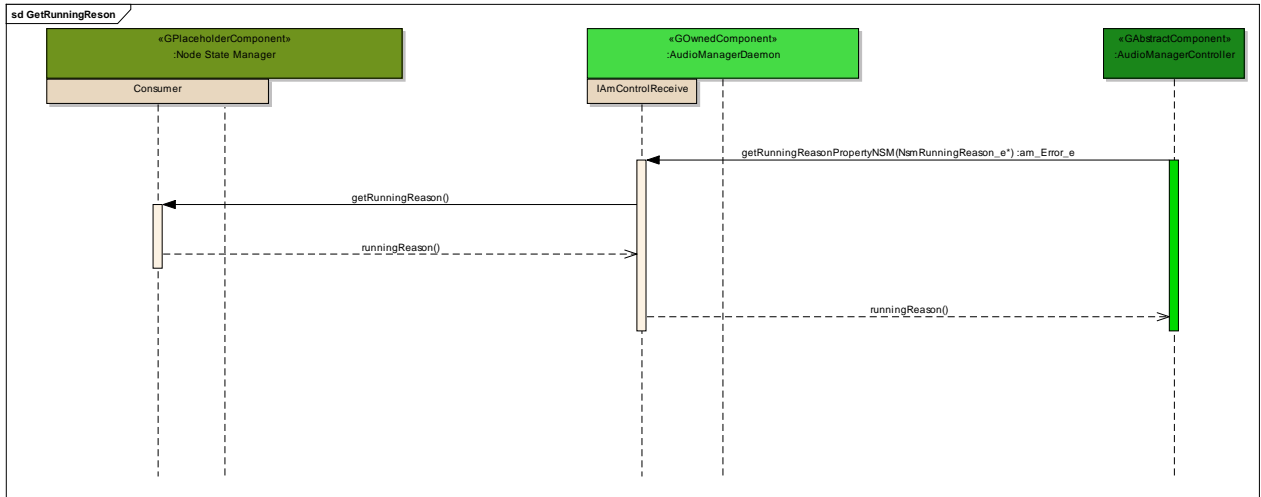 sd GetRunningReson
«GPlaceholderComponent»
:Node State Manager
«GOwnedComponent»
:AudioManagerDaemon
«GAbstractComponent»
:AudioManagerController
Consumer
IAmControlReceive
getRunningReasonPropertyNSM(NsmRunningReason_e*) :am_Error_e
getRunningReason()
runningReason()
runningReason()